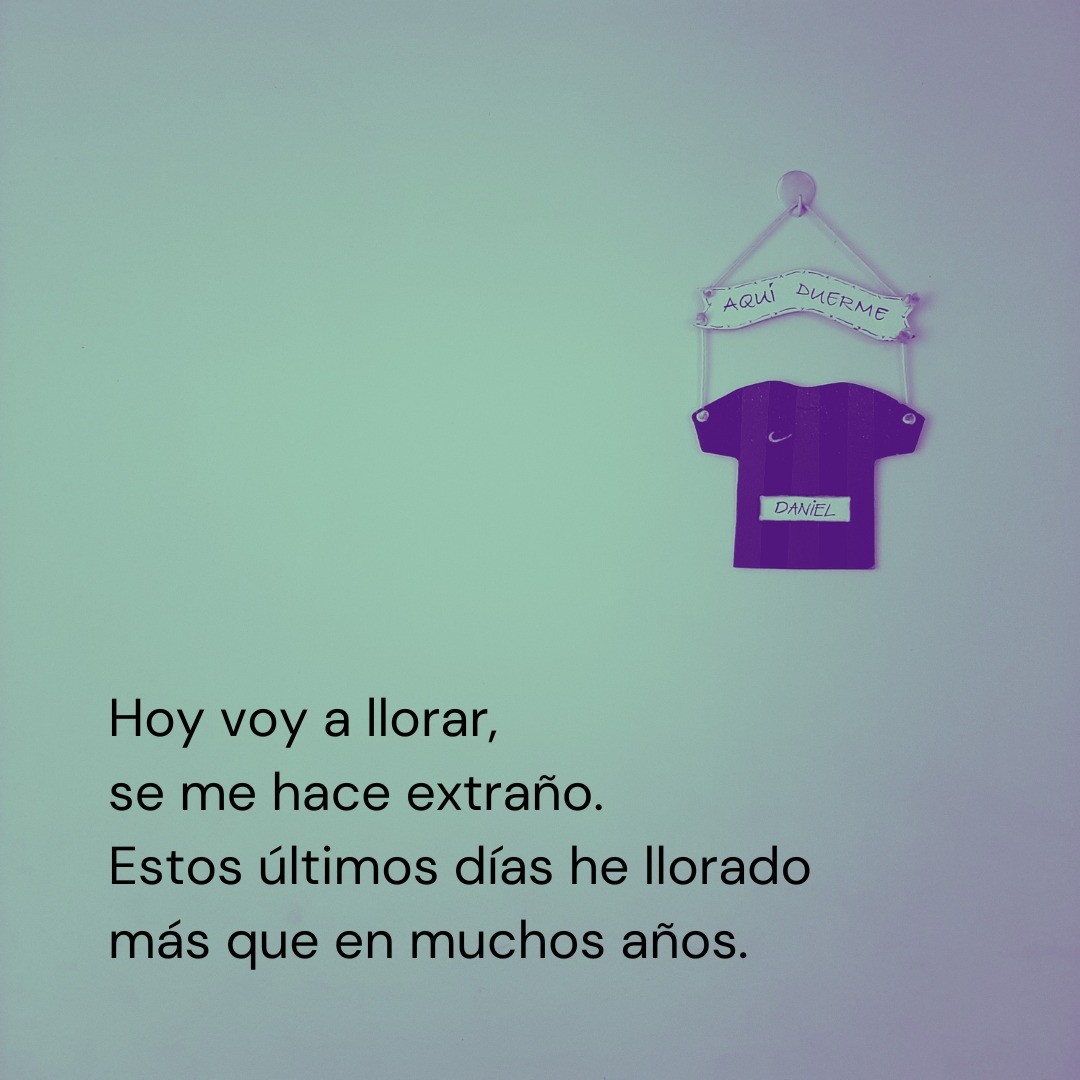 AQUÍ DUERME
DANIEL
Hoy voy a llorar,
se me hace extraño.
Estos últimos días he llorado
más que en muchos años.